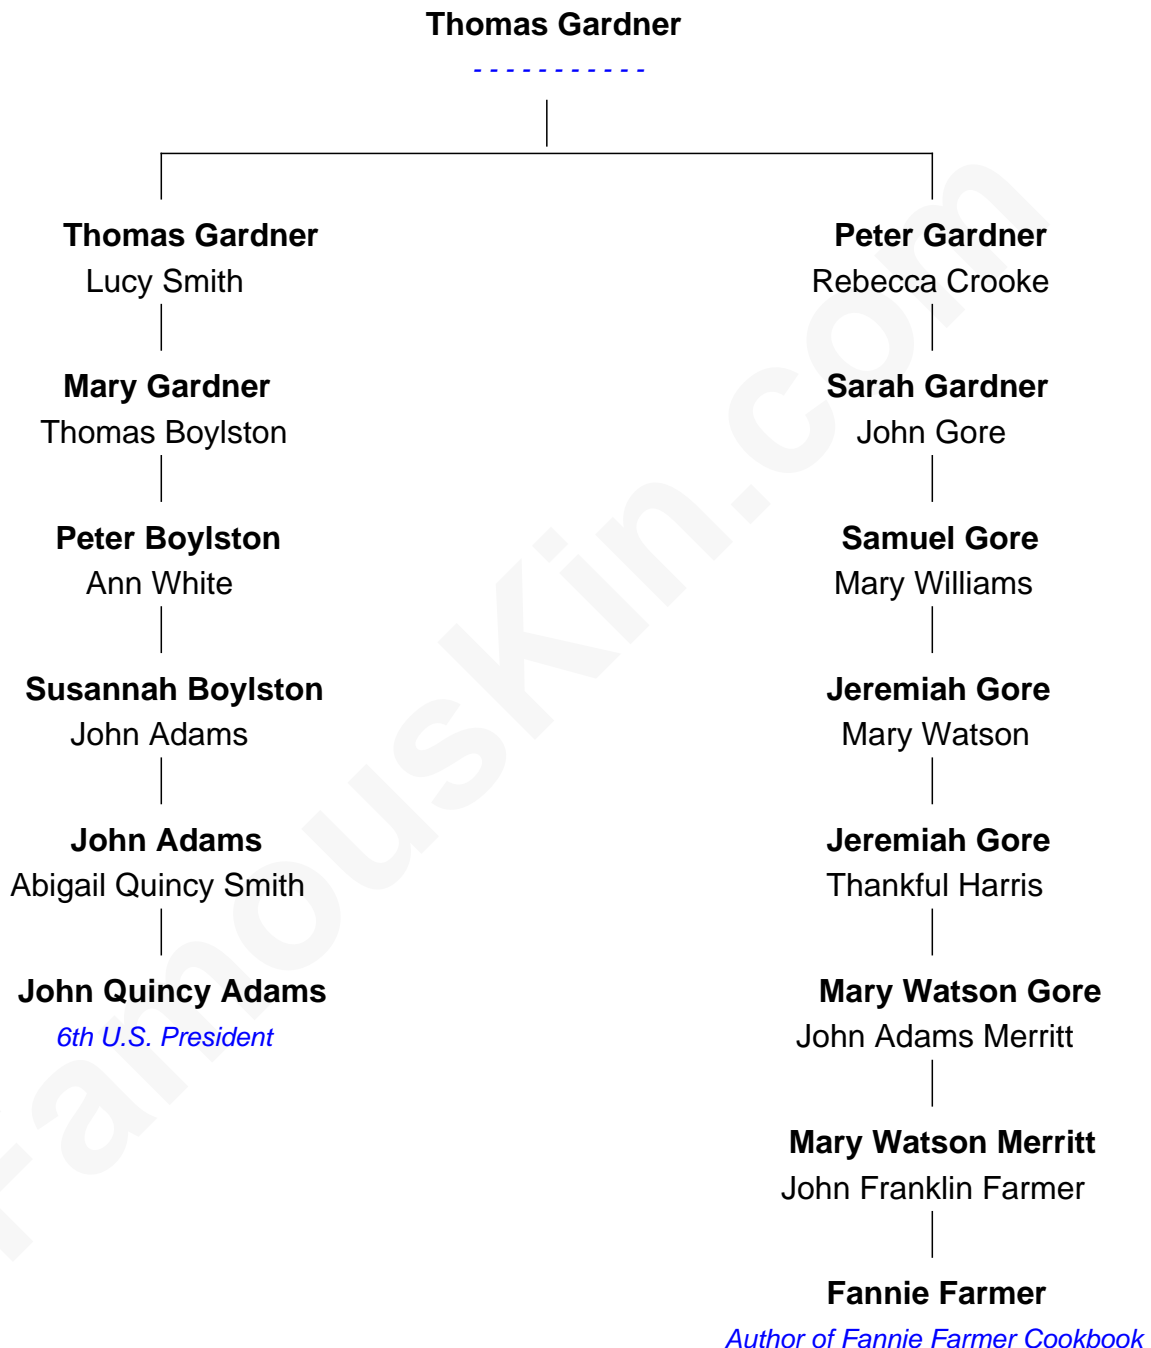 Thomas Gardner
- - - - - - - - - - -
Thomas Gardner
Lucy Smith
Peter Gardner
Rebecca Crooke
Mary Gardner
Thomas Boylston
Sarah Gardner
John Gore
Peter Boylston
Ann White
Samuel Gore
Mary Williams
Susannah Boylston
John Adams
Jeremiah Gore
Mary Watson
John Adams
Abigail Quincy Smith
Jeremiah Gore
Thankful Harris
John Quincy Adams
6th U.S. President
Mary Watson Gore
John Adams Merritt
Mary Watson Merritt
John Franklin Farmer
Fannie Farmer
Author of Fannie Farmer Cookbook
FamousKin.com